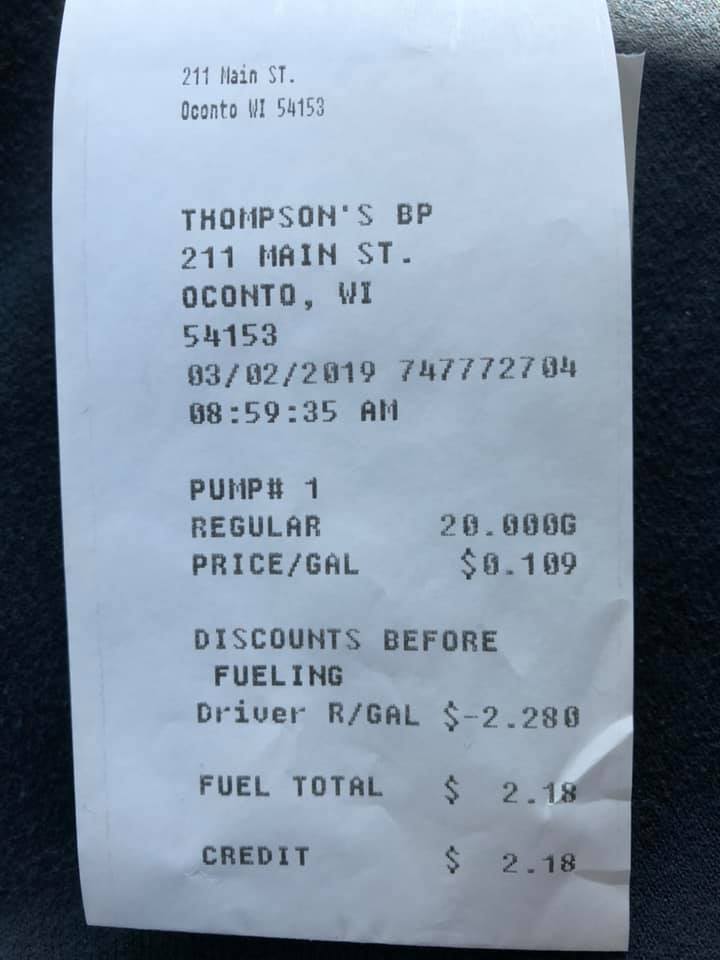 211 Main ST.
Oconto WI 54153
THOMPSON'S BP
211 MAIN ST.
OCONTO, WI
54153
03/02/2019 747772704
08:59:35 AM
PUMP# 1
REGULAR 20.000G
PRICE/GAL $0.109
DISCOUNTS BEFORE
FUELING
Driver R/GAL $-2.280
FUEL TOTAL $ 2.18
CREDIT $ 2.18